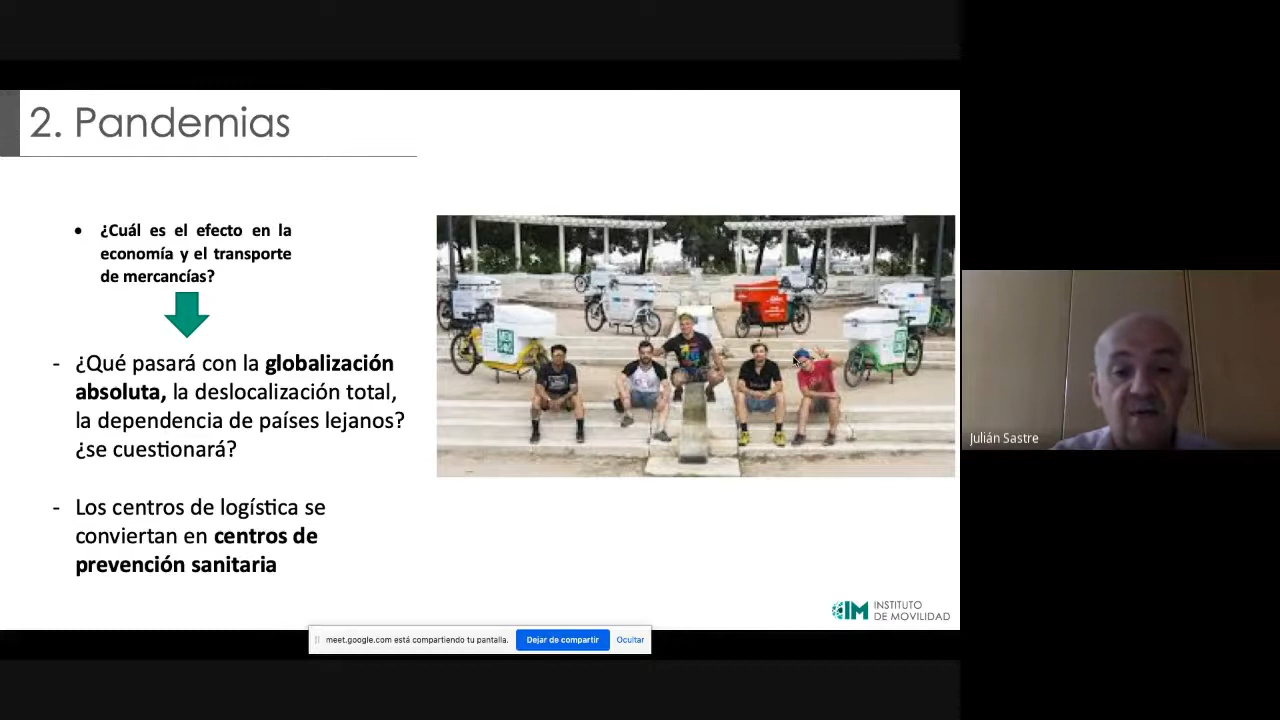 2. Pandemias
• ¿Cuál es el efecto en la
economía y el transporte
de mercancías?
- ¿Qué pasará con la globalización
absoluta, la deslocalización total,
la dependencia de países lejanos?
¿se cuestionará?
- Los centros de logística se
conviertan en centros de
prevención sanitaria
INSTITUTO
DE MOVILIDAD
meet.google.com está compartiendo tu pantalla. Dejar de compartir Ocultar
Julián Sastre